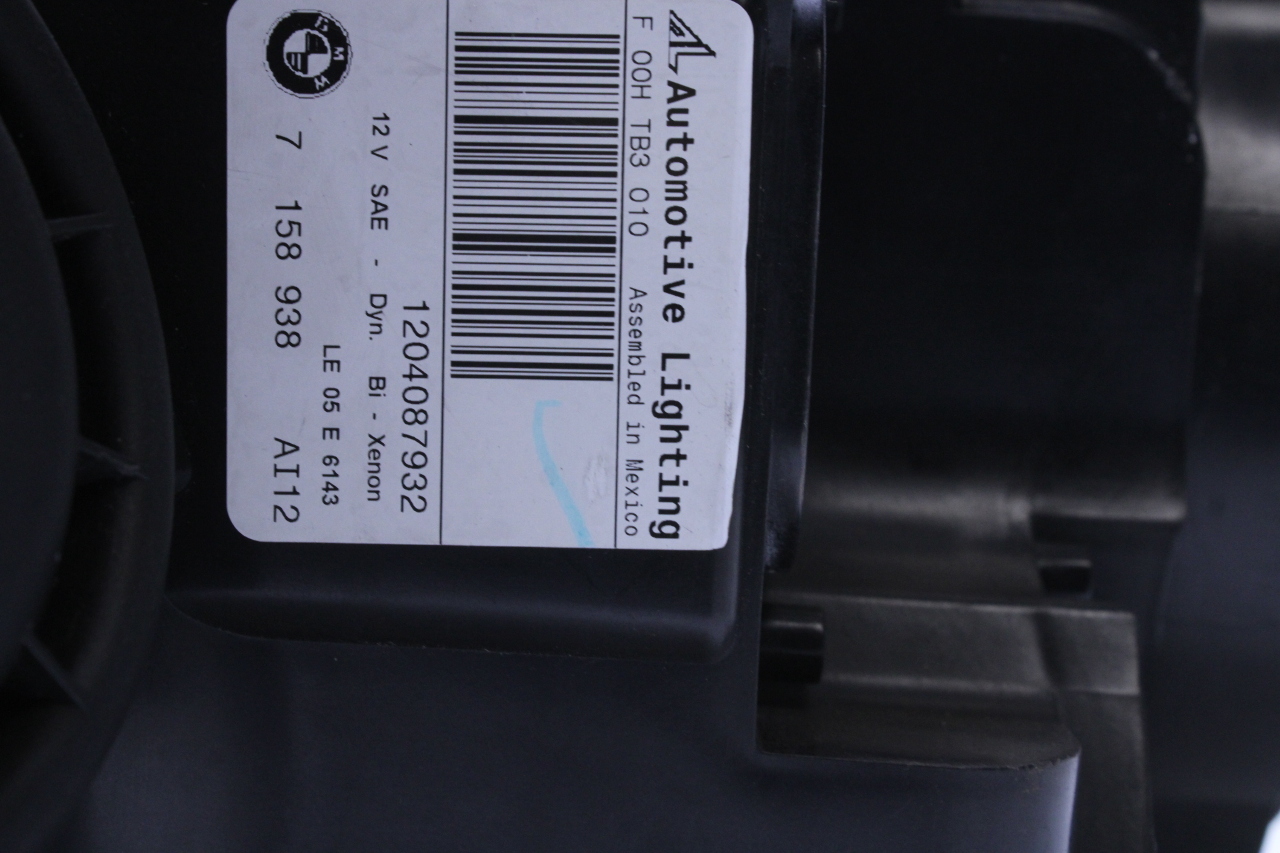 Automotive Lighting
F 00H TB3 010 Assembled in Mexico
1204087932
12 V SAE - Dyn. Bi - Xenon
LE 05 E 6143
BMW 7 158 938 AI12